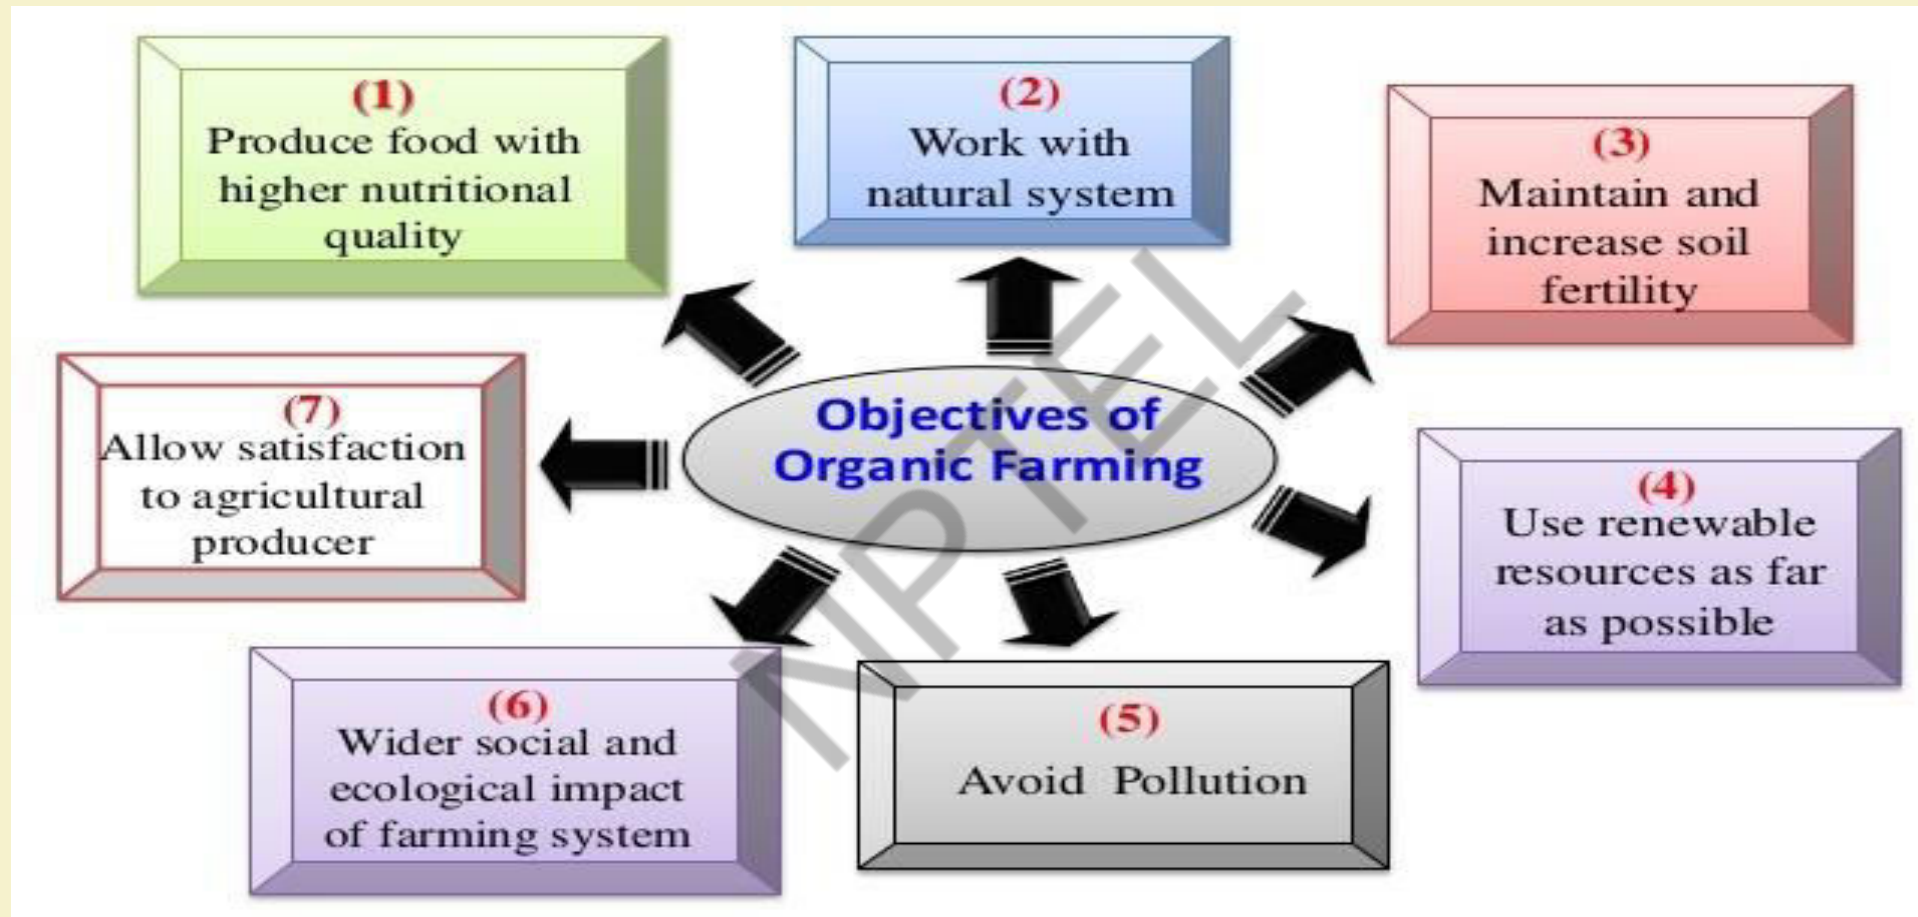 (1)
Produce food with
higher nutritional
quality
(2)
Work with
natural system
(3)
Maintain and
increase soil
fertility
(4)
Use renewable
resources as far
as possible
(5)
Avoid Pollution
(6)
Wider social and
ecological impact
of farming system
(7)
Allow satisfaction
to agricultural
producer
Objectives of
Organic Farming
NPTEL